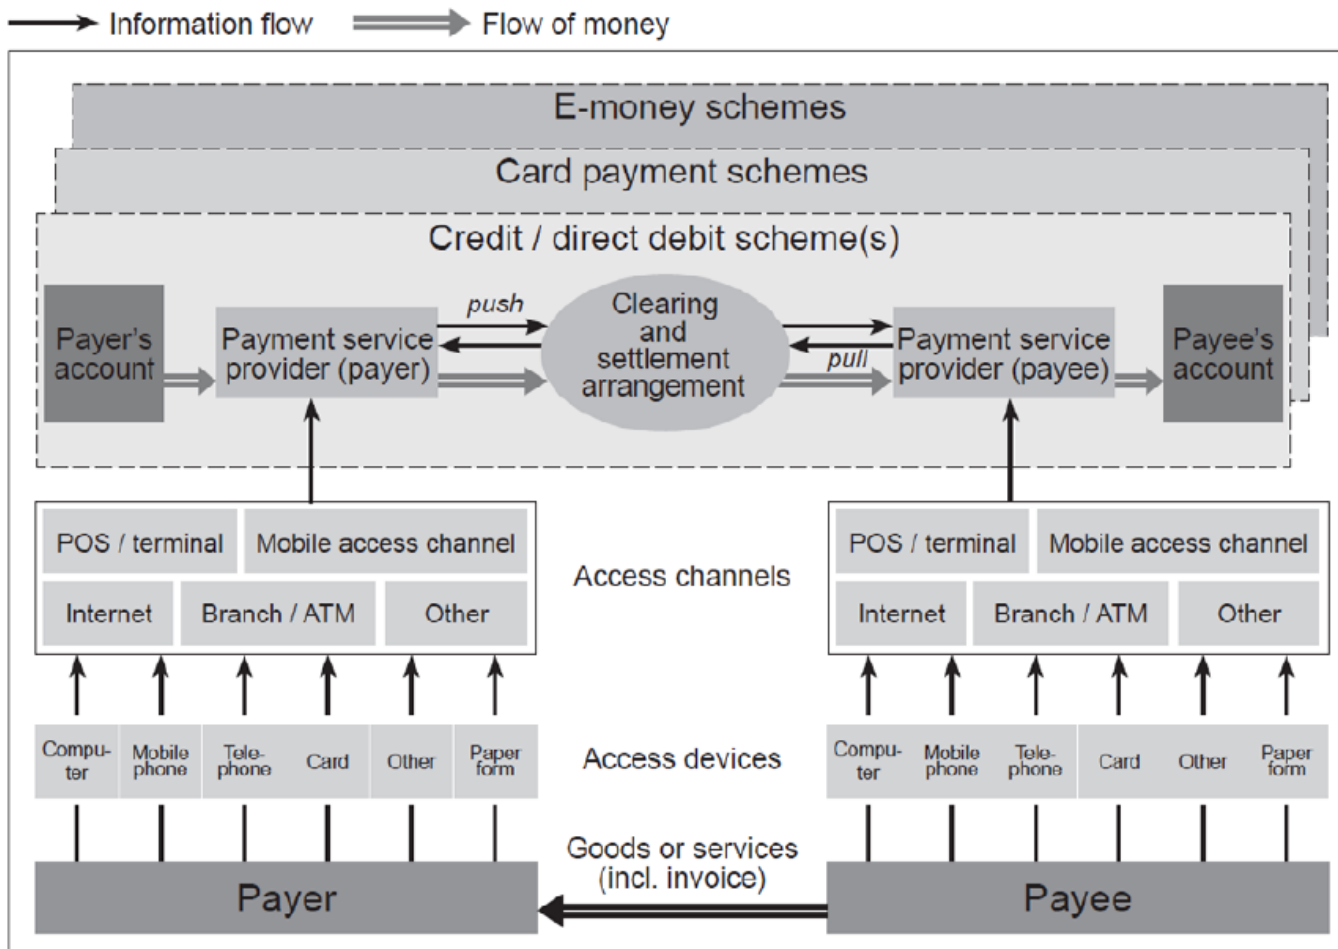 Information flow
Flow of money
E-money schemes
Card payment schemes
Credit / direct debit scheme(s)
Payer's
account
Payment service
provider (payer)
push
Clearing
and
settlement
arrangement
pull
Payment service
provider (payee)
Payee's
account
POS / terminal
Mobile access channel
Internet
Branch / ATM
Other
Access channels
POS / terminal
Mobile access channel
Internet
Branch / ATM
Other
Compu-
ter
Mobile
phone
Tele-
phone
Card
Other
Paper
form
Access devices
Compu-
ter
Mobile
phone
Tele-
phone
Card
Other
Paper
form
Goods or services
(incl. invoice)
Payer
Payee